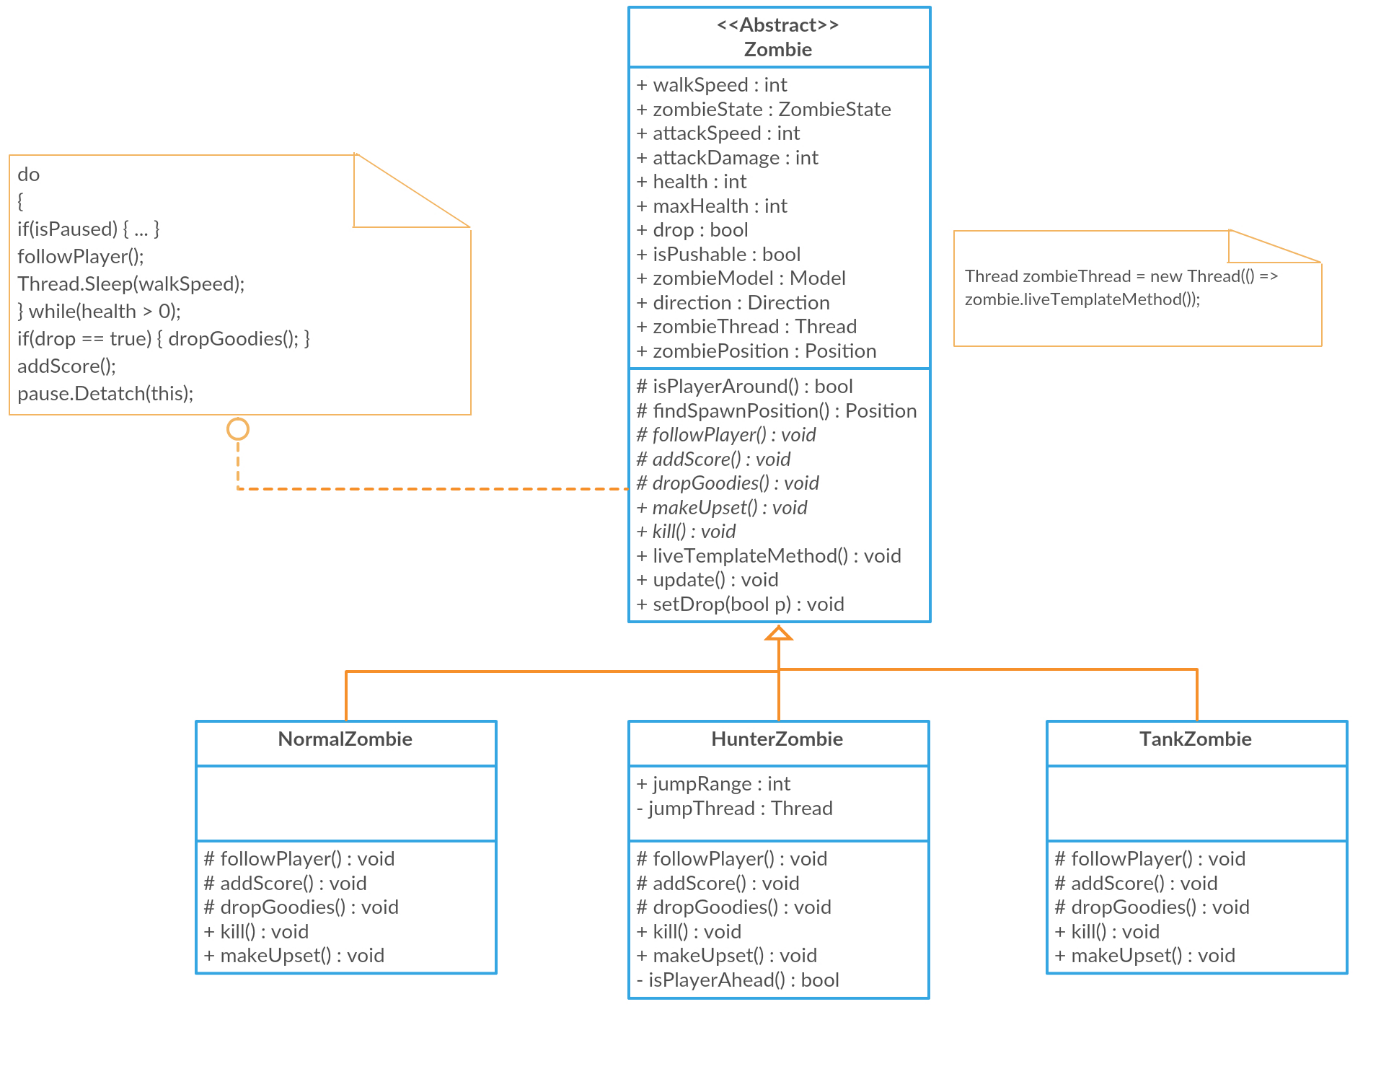 <<Abstract>>
Zombie
+ walkSpeed : int
+ zombieState : ZombieState
+ attackSpeed : int
+ attackDamage : int
+ health : int
+ maxHealth : int
+ drop : bool
+ isPushable : bool
+ zombieModel : Model
+ direction : Direction
+ zombieThread : Thread
+ zombiePosition : Position
# isPlayerAround() : bool
# findSpawnPosition() : Position
# followPlayer() : void
# addScore() : void
# dropGoodies() : void
+ makeUpset() : void
+ kill() : void
+ liveTemplateMethod() : void
+ update() : void
+ setDrop(bool p) : void
do
{
if(isPaused) { ... }
followPlayer();
Thread.Sleep(walkSpeed);
} while(health > 0);
if(drop == true) { dropGoodies(); }
addScore();
pause.Detatch(this);
Thread zombieThread = new Thread(() =>
zombie.liveTemplateMethod());
NormalZombie
# followPlayer() : void
# addScore() : void
# dropGoodies() : void
+ kill() : void
+ makeUpset() : void
HunterZombie
+ jumpRange : int
- jumpThread : Thread
# followPlayer() : void
# addScore() : void
# dropGoodies() : void
+ kill() : void
+ makeUpset() : void
- isPlayerAhead() : bool
TankZombie
# followPlayer() : void
# addScore() : void
# dropGoodies() : void
+ kill() : void
+ makeUpset() : void